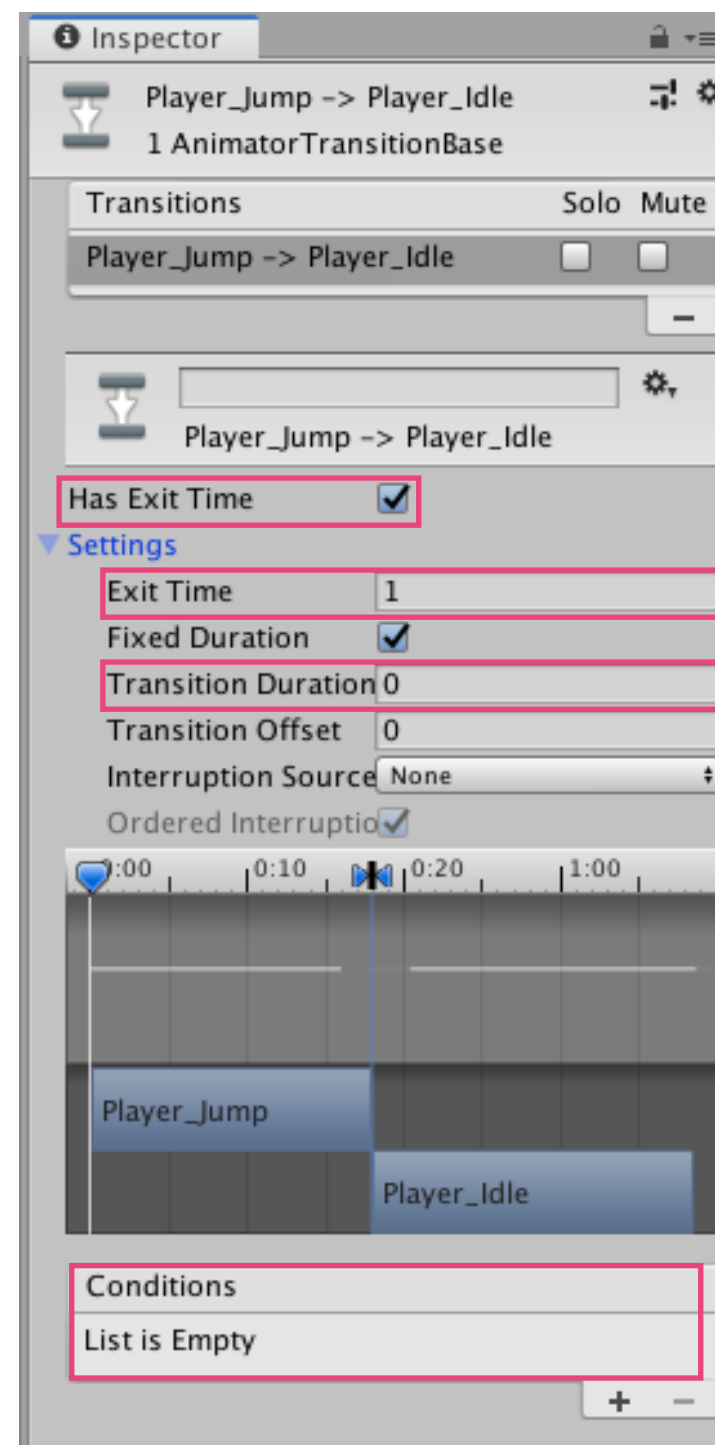 Inspector
Player_Jump -> Player_Idle
1 AnimatorTransitionBase
Transitions Solo Mute
Player_Jump -> Player_Idle
Player_Jump -> Player_Idle
Has Exit Time
Settings
Exit Time 1
Fixed Duration
Transition Duration 0
Transition Offset 0
Interruption Source None
Ordered Interruptio
:00 0:10 0:20 1:00
Player_Jump
Player_Idle
Conditions
List is Empty